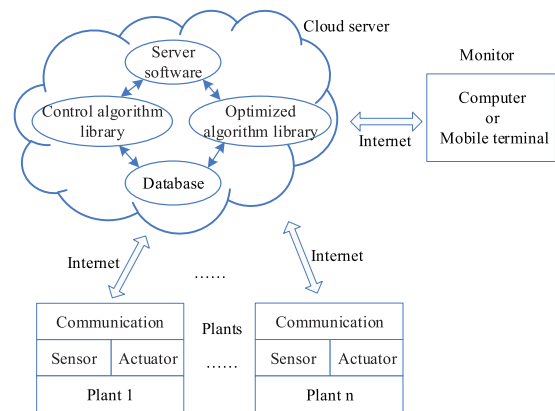 Cloud server
Server
software
Control algorithm
library
Optimized
algorithm library
Database
Monitor
Computer
or
Mobile terminal
Internet
Internet
Internet
……
Communication
Sensor
Actuator
Plant 1
Plants
……
Communication
Sensor
Actuator
Plant n